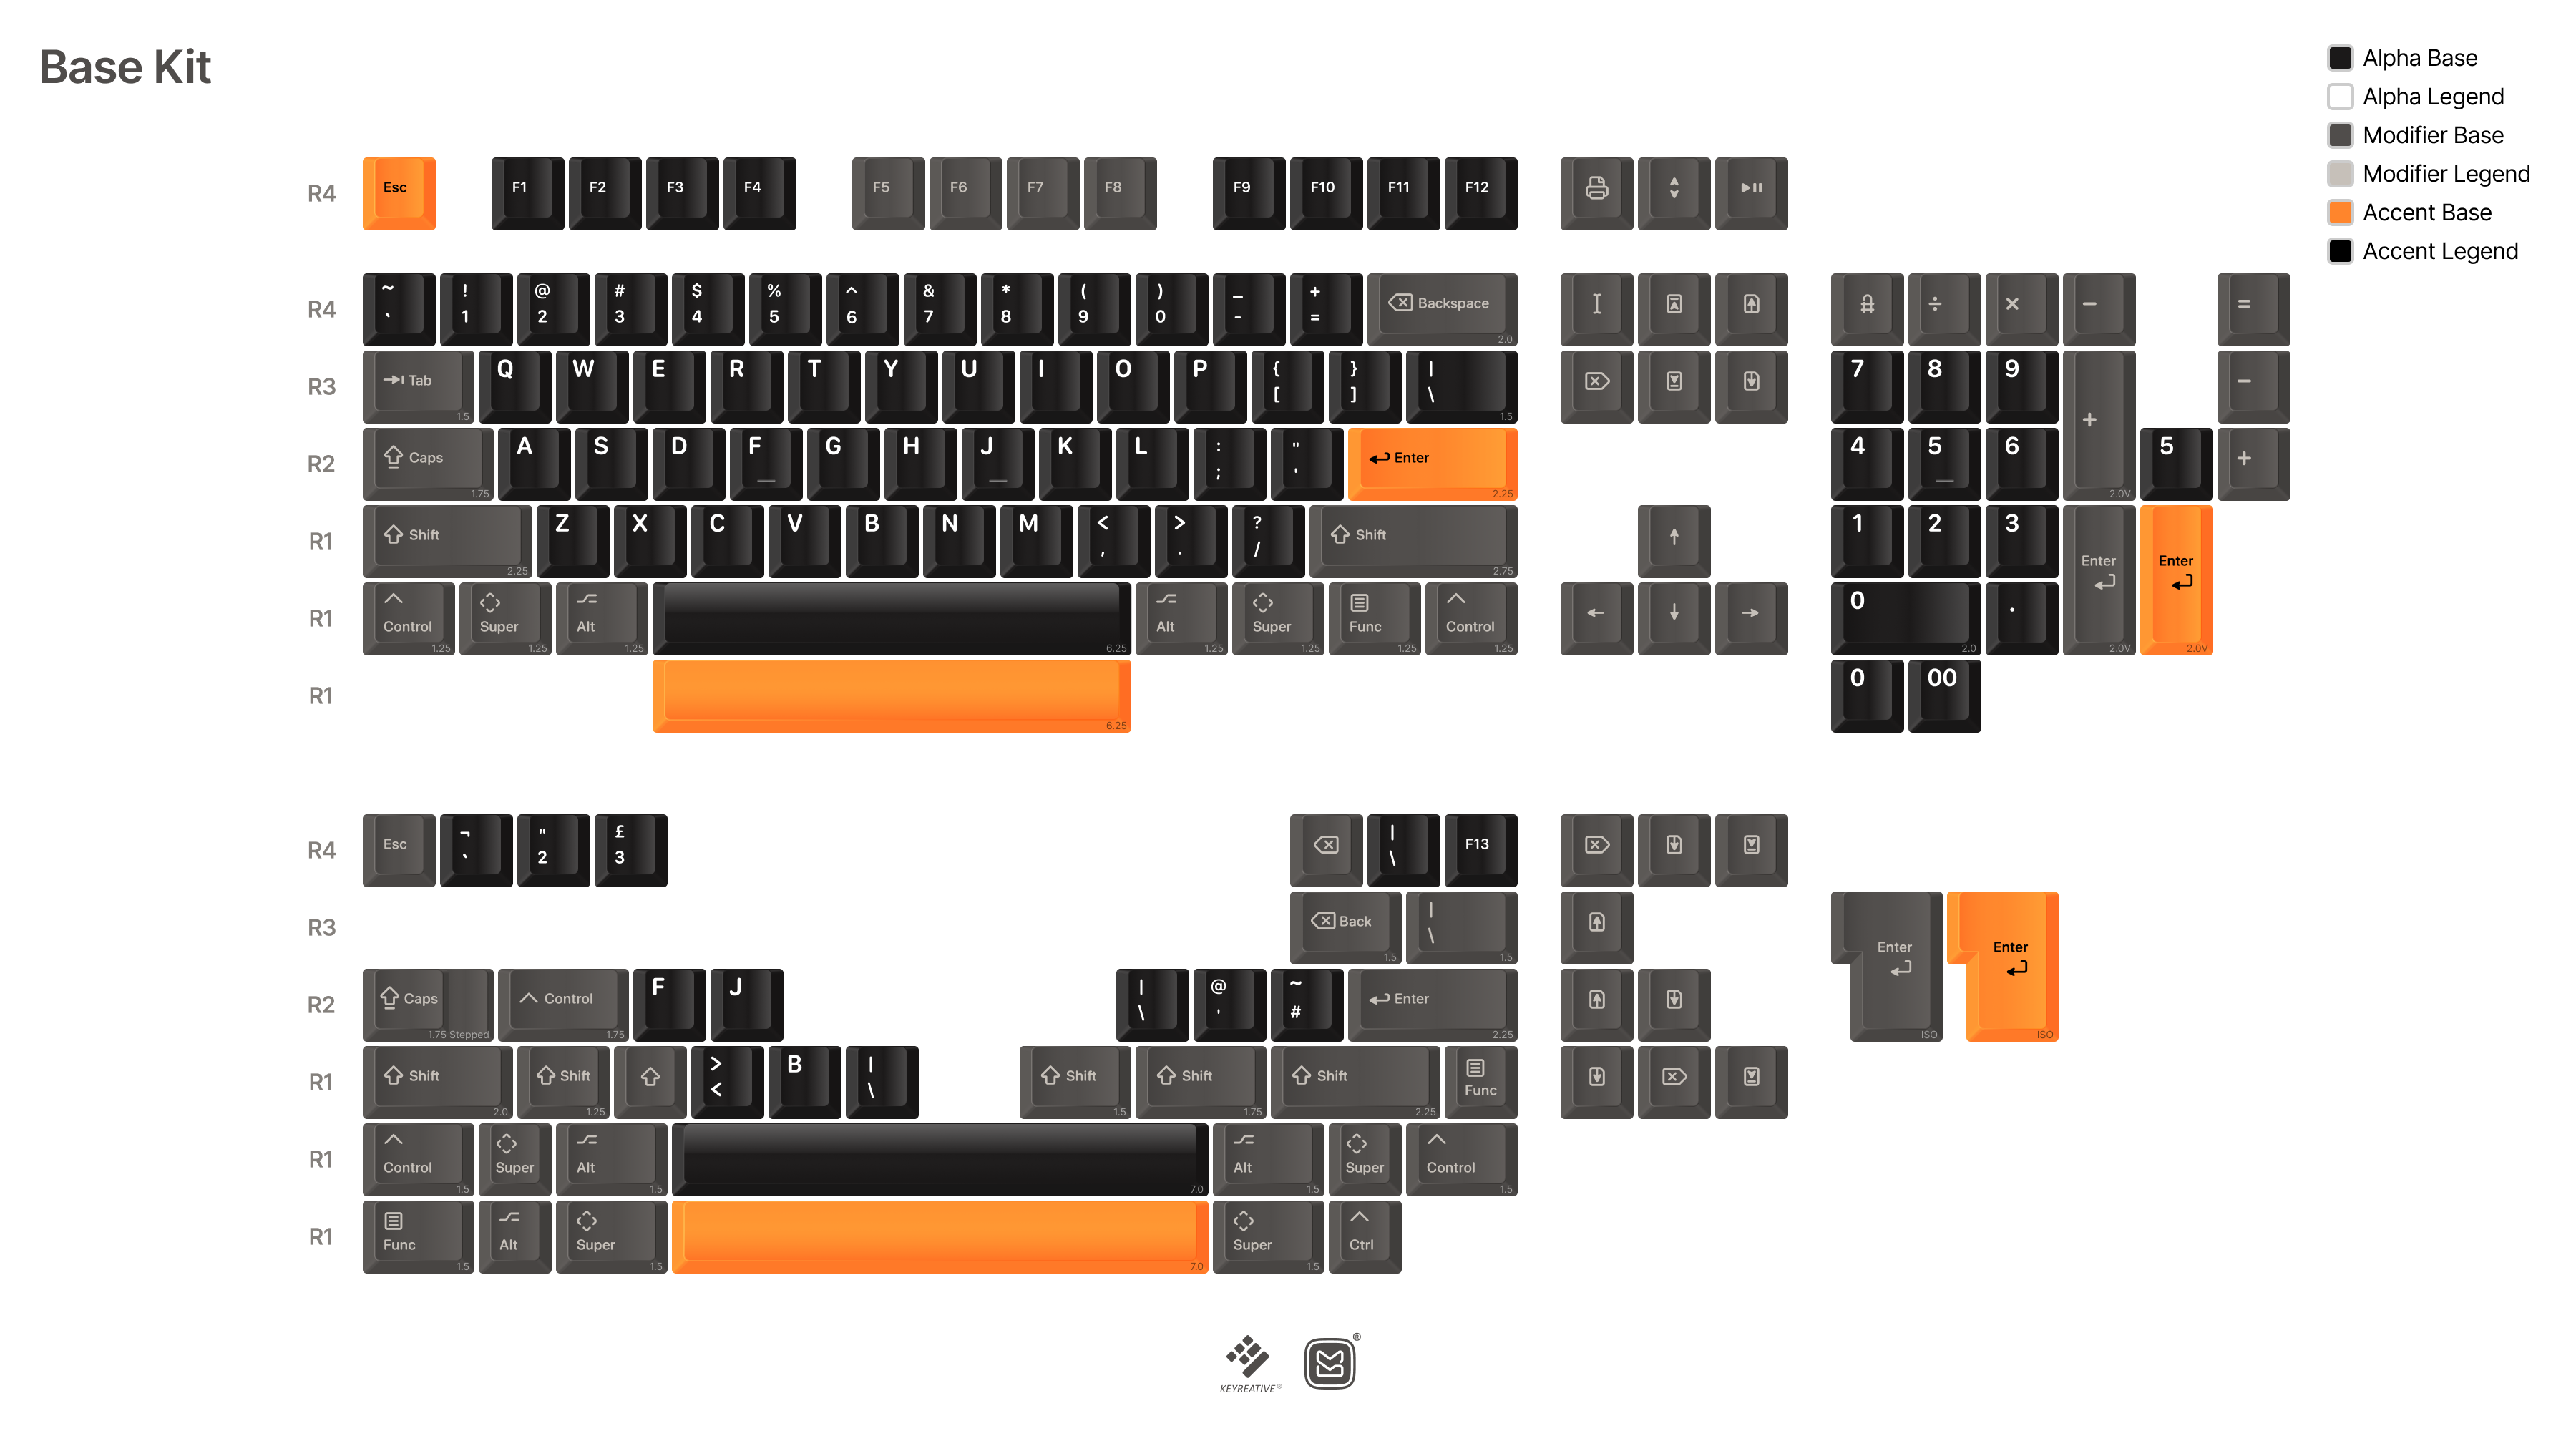 Base Kit
Alpha Base
Alpha Legend
Modifier Base
Modifier Legend
Accent Base
Accent Legend
R4 Esc F1 F2 F3 F4 F5 F6 F7 F8 F9 F10 F11 F12
R4 ~ ` ! 1 @ 2 # 3 $ 4 % 5 ^ 6 & 7 * 8 ( 9 ) 0 _ - + = Backspace 2.0 ÷ × − =
R3 Tab 1.5 Q W E R T Y U I O P { [ } ] | \ 1.5 7 8 9 + 2.0V −
R2 Caps 1.75 A S D F _ G H J _ K L : ; " ' Enter 2.25 4 5 _ 6 5 +
R1 Shift 2.25 Z X C V B N M < , > . ? / Shift 2.75 ↑ 1 2 3 Enter 2.0V Enter 2.0V
R1 Control 1.25 Super 1.25 Alt 1.25 6.25 Alt 1.25 Super 1.25 Func 1.25 Control 1.25 ← ↓ → 0 2.0 .
R1 6.25 0 00
R4 Esc ¬ ` " 2 £ 3 | \ F13
R3 Back 1.5 | \ 1.5
R2 Caps 1.75 Stepped Control 1.75 F J | \ @ ' ~ # Enter 2.25 Enter ISO Enter ISO
R1 Shift 2.0 Shift 1.25 > < B | \ Shift 1.5 Shift 1.75 Shift 2.25 Func
R1 Control 1.5 Super Alt 1.5 7.0 Alt 1.5 Super Control 1.5
R1 Func 1.5 Alt Super 1.5 7.0 Super 1.5 Ctrl
KEYREATIVE® ®